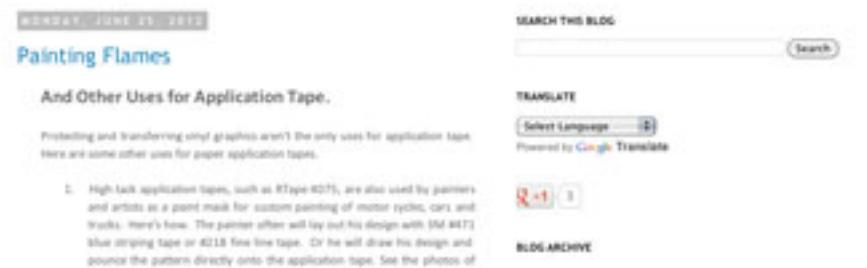 MONDAY, JUNE 25, 2012
Painting Flames
And Other Uses for Application Tape.
Protecting and transferring vinyl graphics aren't the only uses for application tape.
Here are some other uses for paper application tapes.
1. High tack application tapes, such as RTape 4075, are also used by painters
and artists as a paint mask for custom painting of motor cycles, cars and
trucks. Here's how. The painter often will lay out his design with 3M #471
blue striping tape or #218 fine line tape. Or he will draw his design and
pounce the pattern directly onto the application tape. See the photos of
SEARCH THIS BLOG
Search
TRANSLATE
Select Language
Powered by Google Translate
+1 3
BLOG ARCHIVE